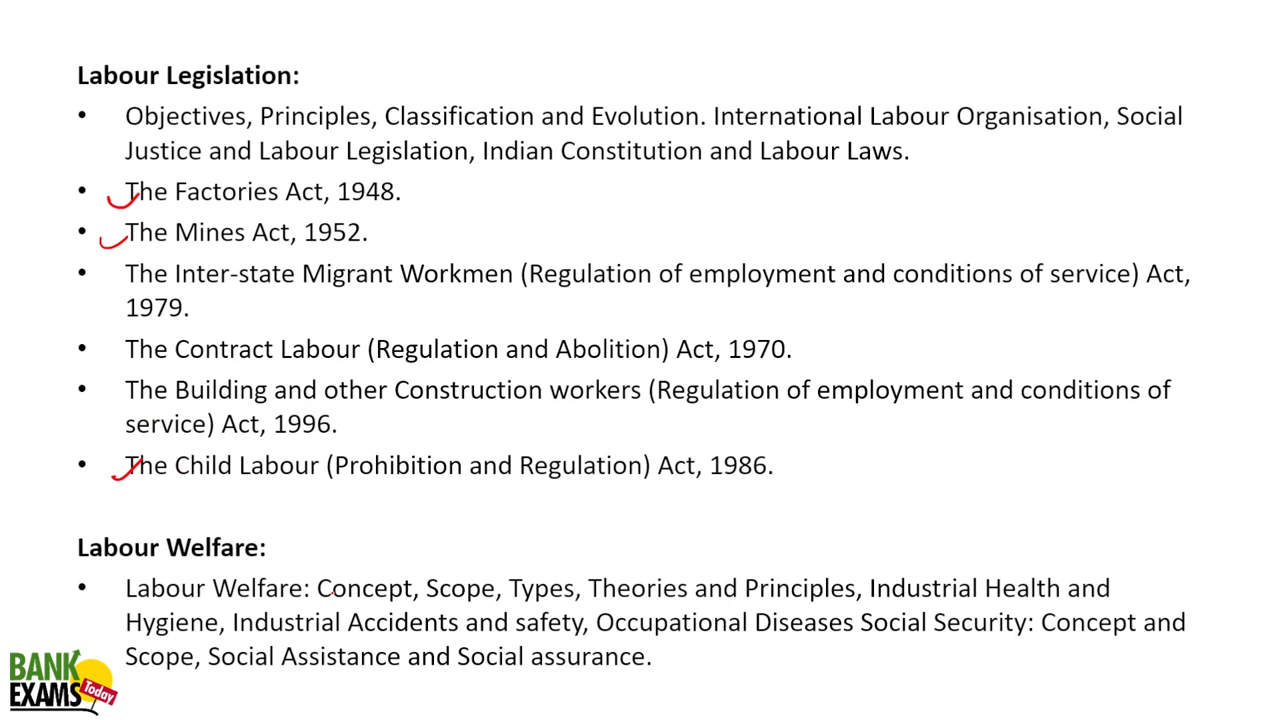 Labour Legislation:
• Objectives, Principles, Classification and Evolution. International Labour Organisation, Social
Justice and Labour Legislation, Indian Constitution and Labour Laws.
• The Factories Act, 1948.
• The Mines Act, 1952.
• The Inter-state Migrant Workmen (Regulation of employment and conditions of service) Act,
1979.
• The Contract Labour (Regulation and Abolition) Act, 1970.
• The Building and other Construction workers (Regulation of employment and conditions of
service) Act, 1996.
• The Child Labour (Prohibition and Regulation) Act, 1986.
Labour Welfare:
• Labour Welfare: Concept, Scope, Types, Theories and Principles, Industrial Health and
Hygiene, Industrial Accidents and safety, Occupational Diseases Social Security: Concept and
Scope, Social Assistance and Social assurance.
BANK
EXAMS Today